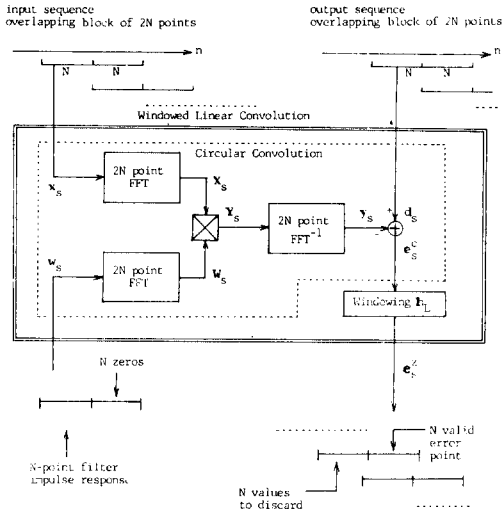 input sequence
overlapping block of 2N points
output sequence
overlapping block of 2N points
n
n
N
N
N
N
Windowed Linear Convolution
Circular Convolution
2N point
FFT
x_s
X_s
Y_s
2N point
FFT^-1
y_s
+
-
d_s
e_s^c
w_s
2N point
FFT
W_s
Windowing h_L
N zeros
e_s^z
N valid
error
point
N-point filter
impulse respons
N values
to discard